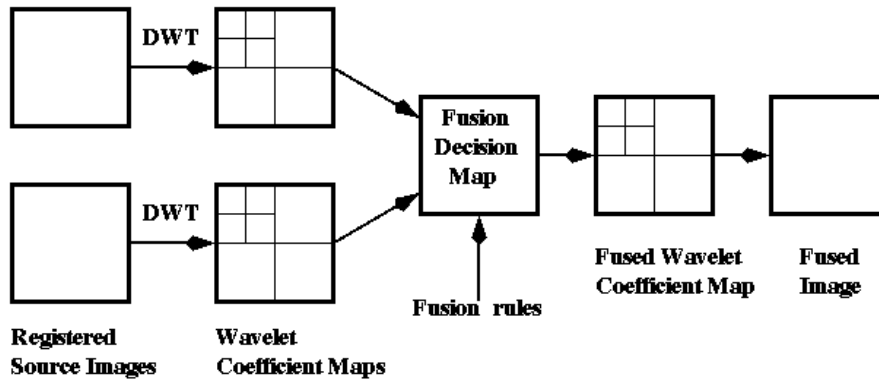 DWT
DWT
Fusion
Decision
Map
Fusion rules
Registered
Source Images
Wavelet
Coefficient Maps
Fused Wavelet
Coefficient Map
Fused
Image